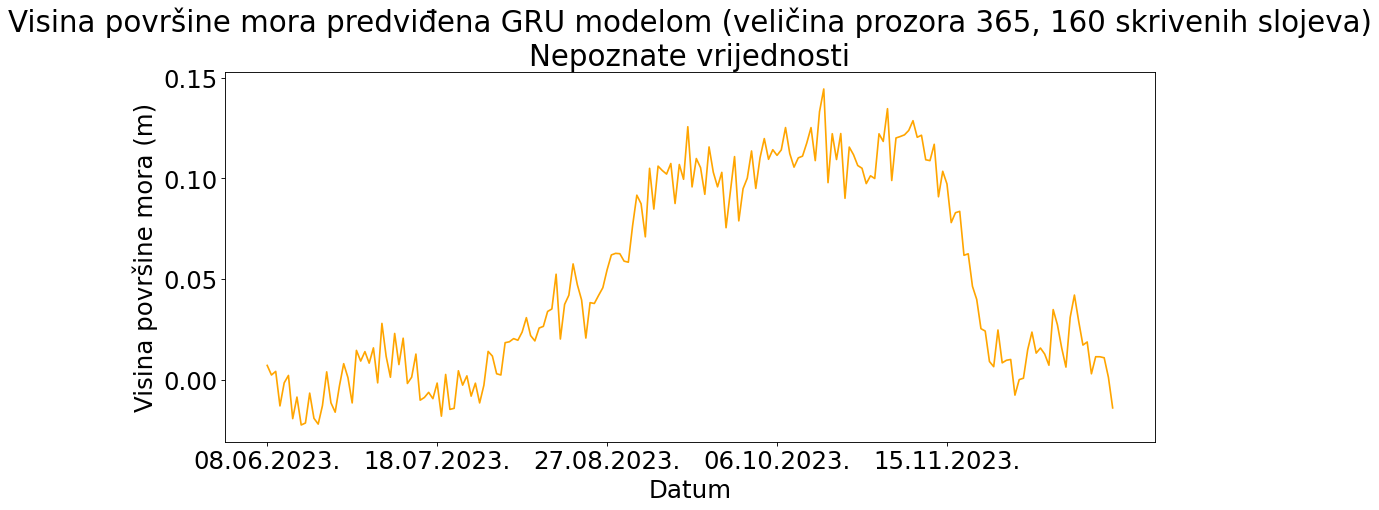 Visina površine mora predviđena GRU modelom (veličina prozora 365, 160 skrivenih slojeva)
Nepoznate vrijednosti
Visina površine mora (m)
0.15
0.10
0.05
0.00
08.06.2023. 18.07.2023. 27.08.2023. 06.10.2023. 15.11.2023.
Datum